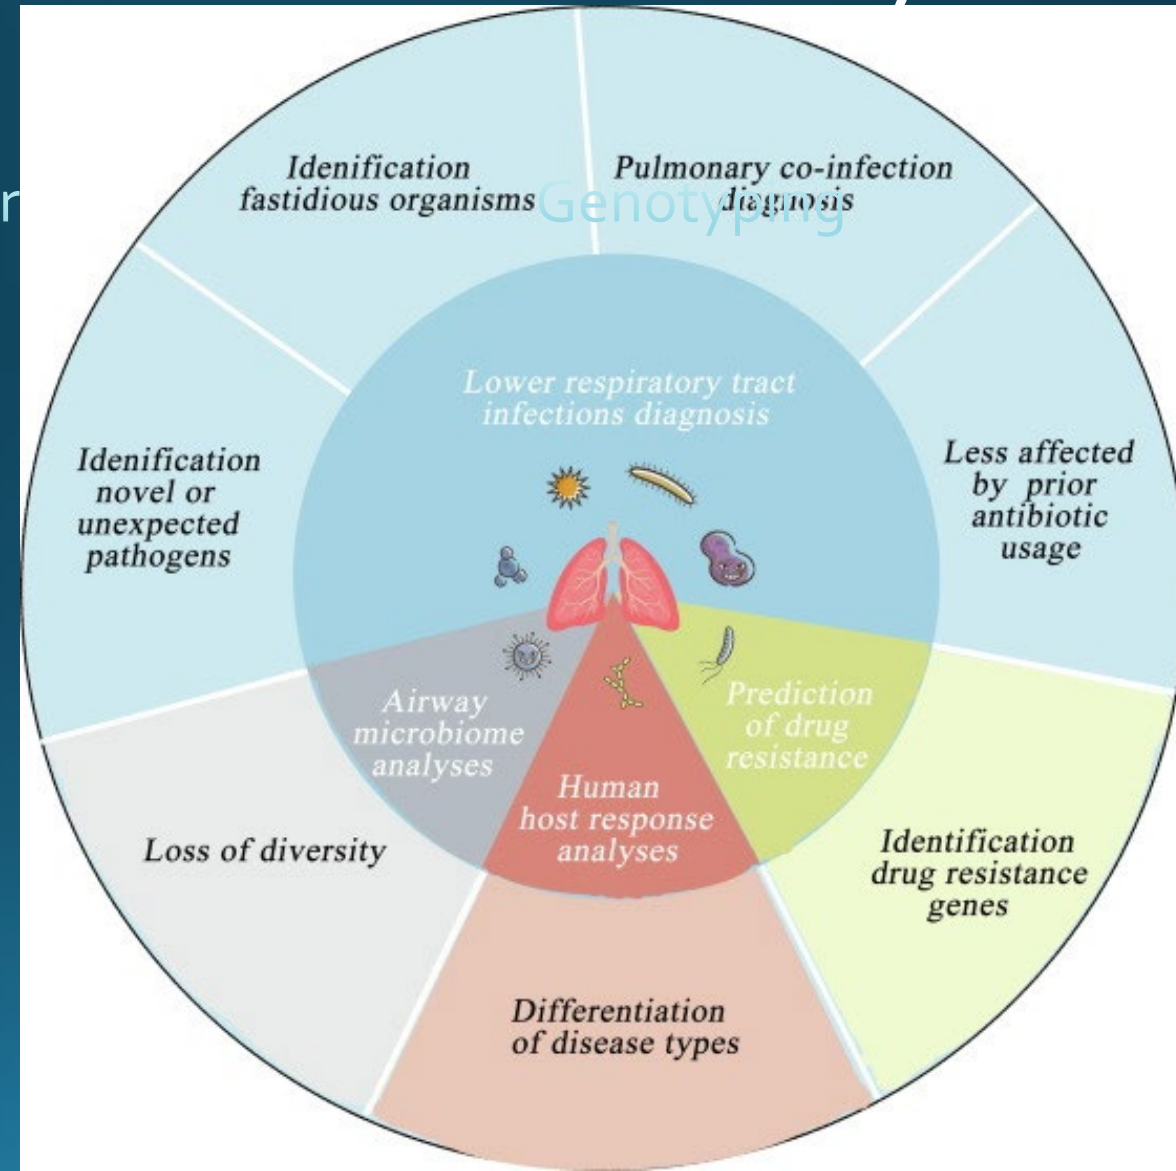 Idenification
fastidious organisms
Pulmonary co-infection
diagnosis
r
Genotyping
Lower respiratory tract
infections diagnosis
Idenification
novel or
unexpected
pathogens
Less affected
by prior
antibiotic
usage
Airway
microbiome
analyses
Human
host response
analyses
Prediction
of drug
resistance
Loss of diversity
Identification
drug resistance
genes
Differentiation
of disease types